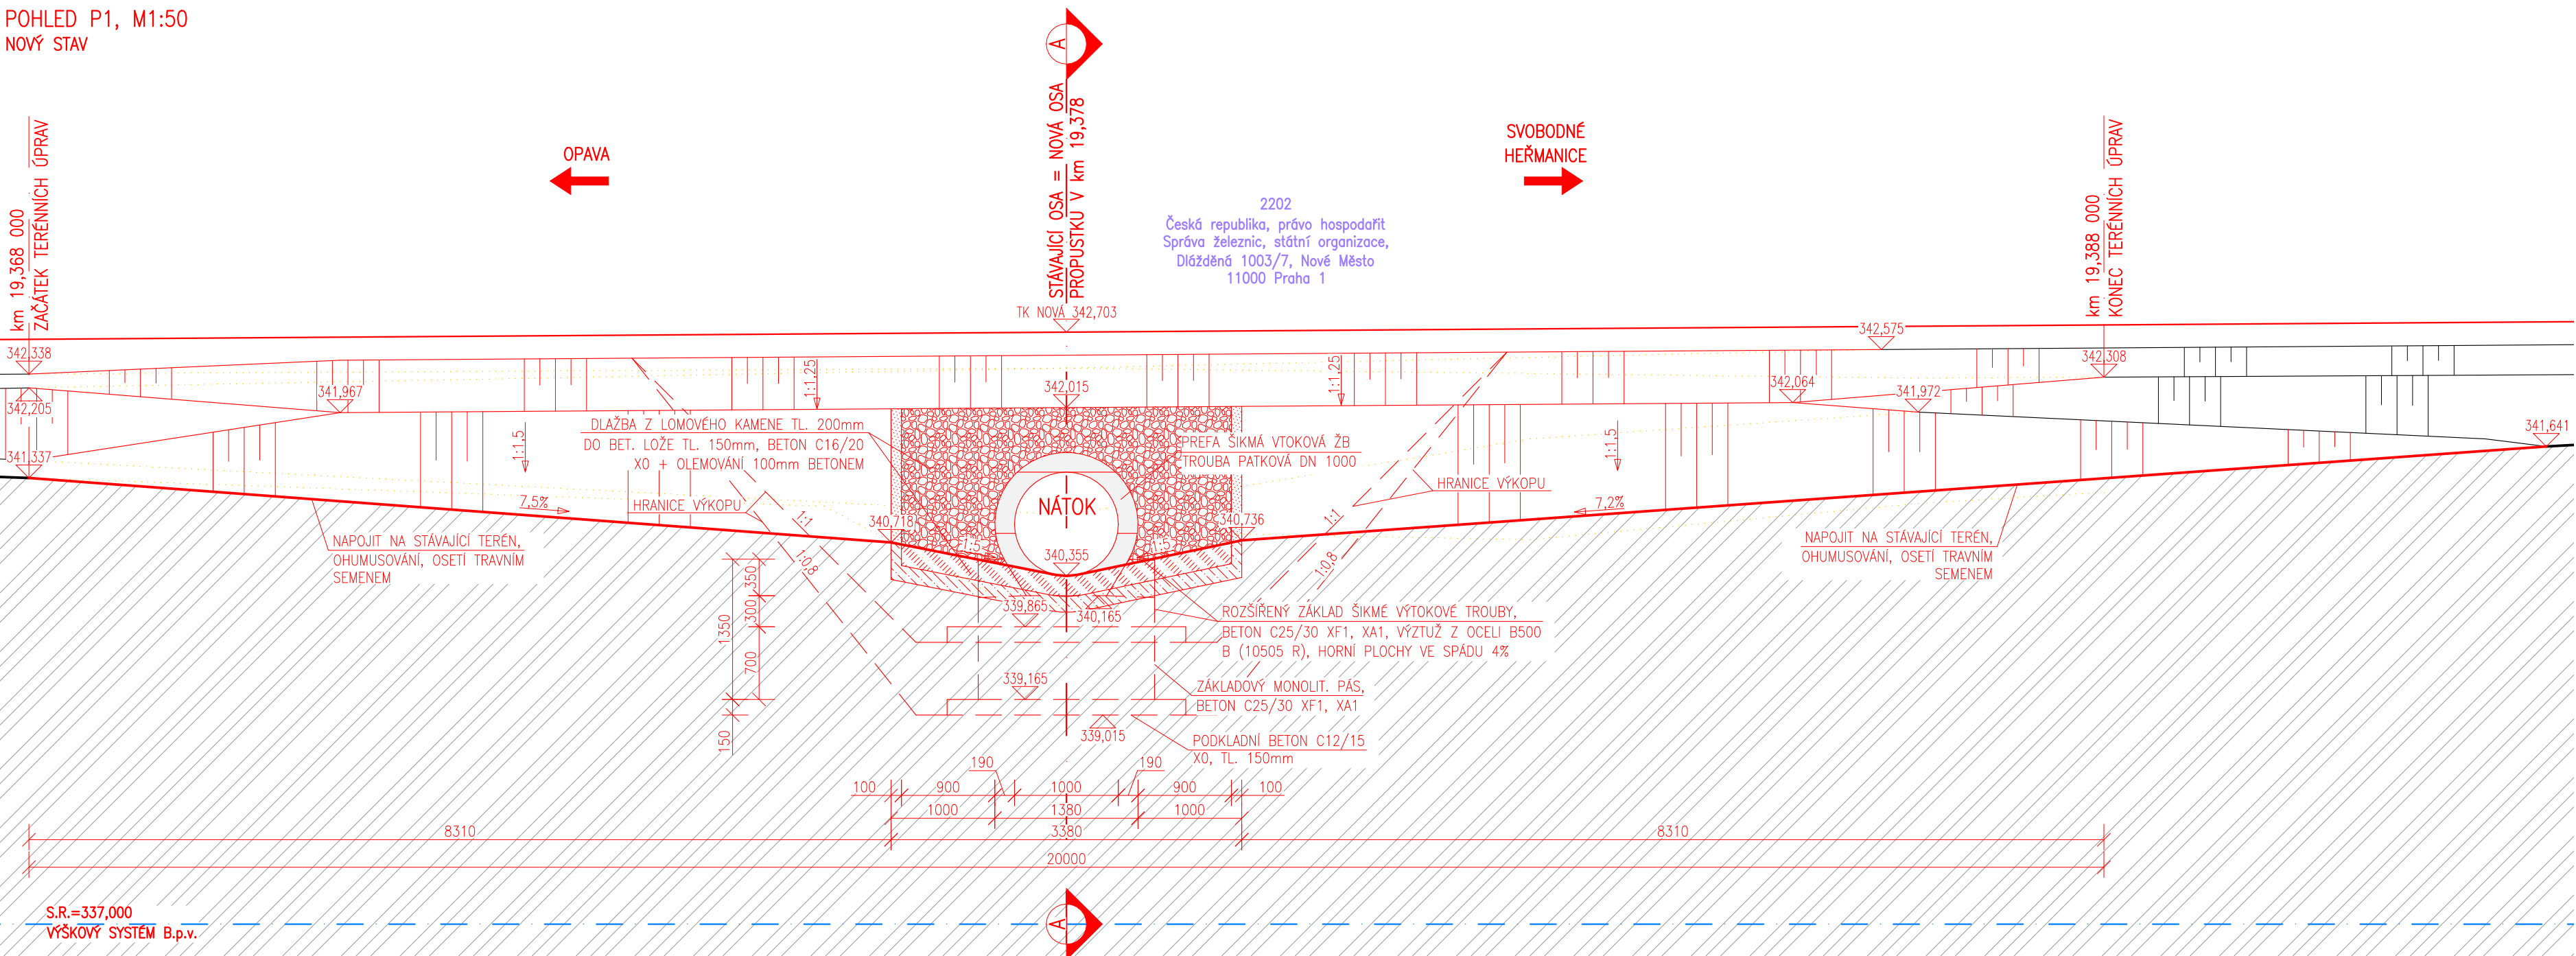 POHLED P1, M1:50
NOVÝ STAV
A
STÁVAJÍCÍ OSA = NOVÁ OSA
PROPUSTKU V km 19,378
km 19,368 000
ZAČÁTEK TERÉNNÍCH ÚPRAV
OPAVA
SVOBODNÉ
HEŘMANICE
km 19,388 000
KONEC TERÉNNÍCH ÚPRAV
2202
Česká republika, právo hospodařit
Správa železnic, státní organizace,
Dlážděná 1003/7, Nové Město
11000 Praha 1
TK NOVÁ 342,703
342,575
342,338
342,308
342,205
341,967
1:1,25
342,015
1:1,25
342,064
341,972
341,641
341,337
1:1,5
1:1,5
DLAŽBA Z LOMOVÉHO KAMENE TL. 200mm
DO BET. LOŽE TL. 150mm, BETON C16/20
X0 + OLEMOVÁNÍ 100mm BETONEM
PREFA ŠIKMÁ VTOKOVÁ ŽB
TROUBA PATKOVÁ DN 1000
HRANICE VÝKOPU
HRANICE VÝKOPU
7,5%
7,2%
NÁTOK
1:1
1:1
1:0,8
1:0,8
340,718
340,736
1:5
1:5
340,355
NAPOJIT NA STÁVAJÍCÍ TERÉN,
OHUMUSOVÁNÍ, OSETÍ TRAVNÍM
SEMENEM
NAPOJIT NA STÁVAJÍCÍ TERÉN,
OHUMUSOVÁNÍ, OSETÍ TRAVNÍM
SEMENEM
350
300
1350
700
150
339,865
340,165
ROZŠÍŘENÝ ZÁKLAD ŠIKMÉ VÝTOKOVÉ TROUBY,
BETON C25/30 XF1, XA1, VÝZTUŽ Z OCELI B500
B (10505 R), HORNÍ PLOCHY VE SPÁDU 4%
339,165
ZÁKLADOVÝ MONOLIT. PÁS,
BETON C25/30 XF1, XA1
339,015
PODKLADNÍ BETON C12/15
X0, TL. 150mm
190
190
100
900
1000
900
100
1000
1380
1000
8310
3380
8310
20000
S.R.=337,000
VÝŠKOVÝ SYSTÉM B.p.v.
A